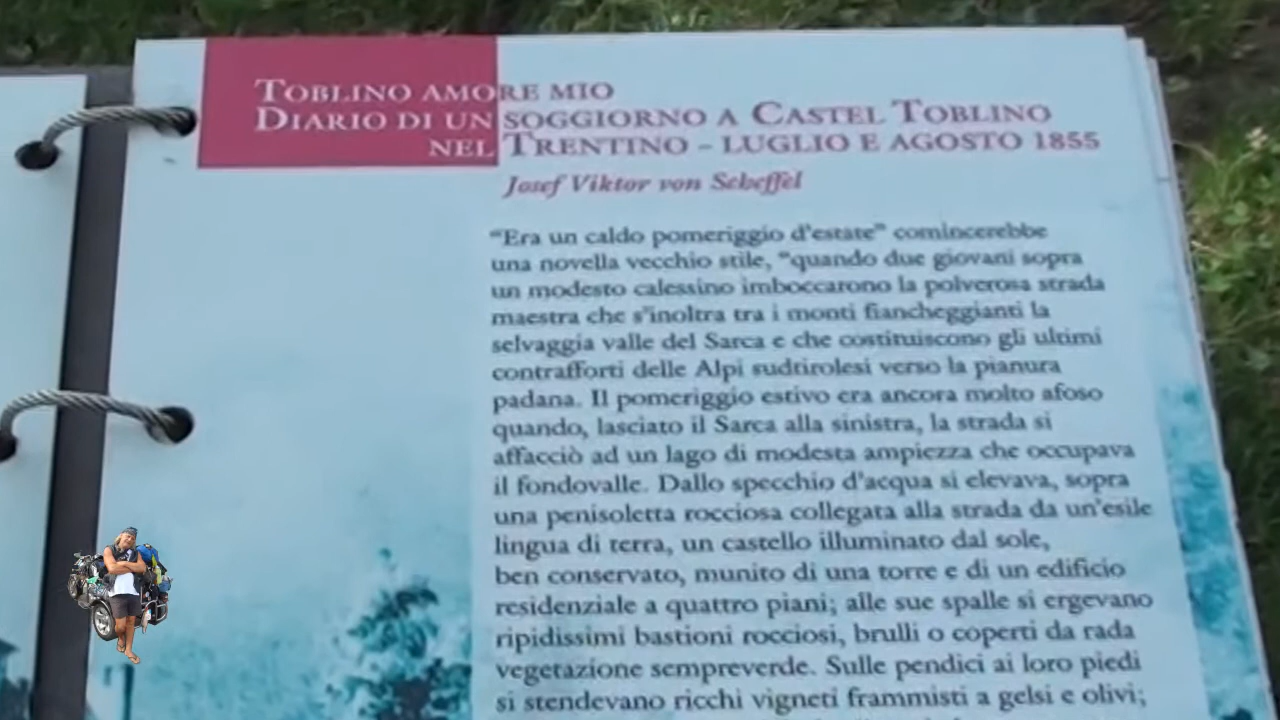 TOBLINO AMORE MIO
DIARIO DI UN SOGGIORNO A CASTEL TOBLINO
NEL TRENTINO - LUGLIO E AGOSTO 1855
Josef Viktor von Scheffel
“Era un caldo pomeriggio d'estate” comincerebbe
una novella vecchio stile, “quando due giovani sopra
un modesto calessino imboccarono la polverosa strada
maestra che s'inoltra tra i monti fiancheggianti la
selvaggia valle del Sarca e che costituiscono gli ultimi
contrafforti delle Alpi sudtirolesi verso la pianura
padana. Il pomeriggio estivo era ancora molto afoso
quando, lasciato il Sarca alla sinistra, la strada si
affacciò ad un lago di modesta ampiezza che occupava
il fondovalle. Dallo specchio d'acqua si elevava, sopra
una penisoletta rocciosa collegata alla strada da un'esile
lingua di terra, un castello illuminato dal sole,
ben conservato, munito di una torre e di un edificio
residenziale a quattro piani; alle sue spalle si ergevano
ripidissimi bastioni rocciosi, brulli o coperti da rada
vegetazione sempreverde. Sulle pendici ai loro piedi
si stendevano ricchi vigneti frammisti a gelsi e olivi;